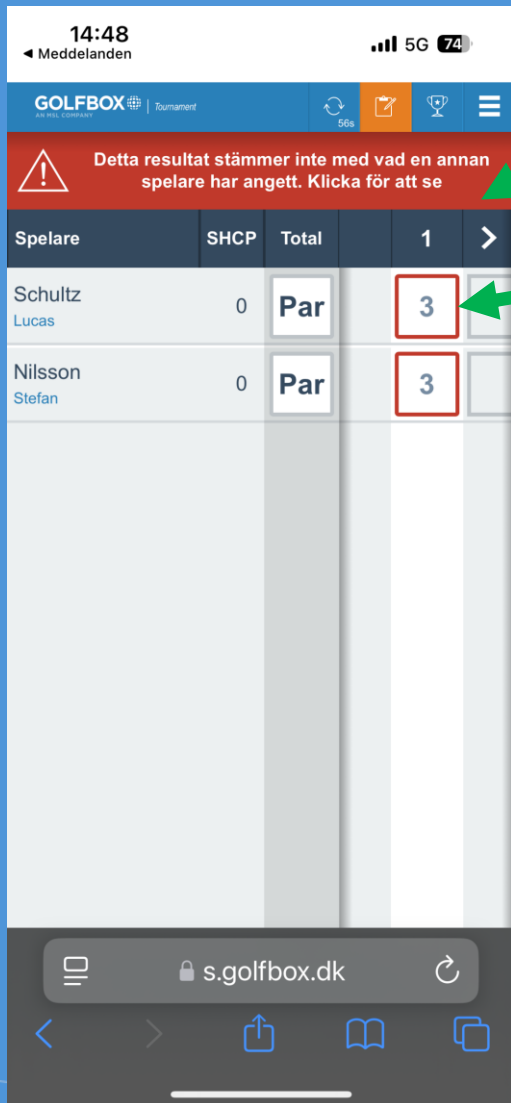 14:48
◀ Meddelanden
5G 74
GOLFBOX | Tournament
AN MSL COMPANY
56s
Detta resultat stämmer inte med vad en annan
spelare har angett. Klicka för att se
Spelare SHCP Total 1
Schultz
Lucas
0 Par 3
Nilsson
Stefan
0 Par 3
s.golfbox.dk